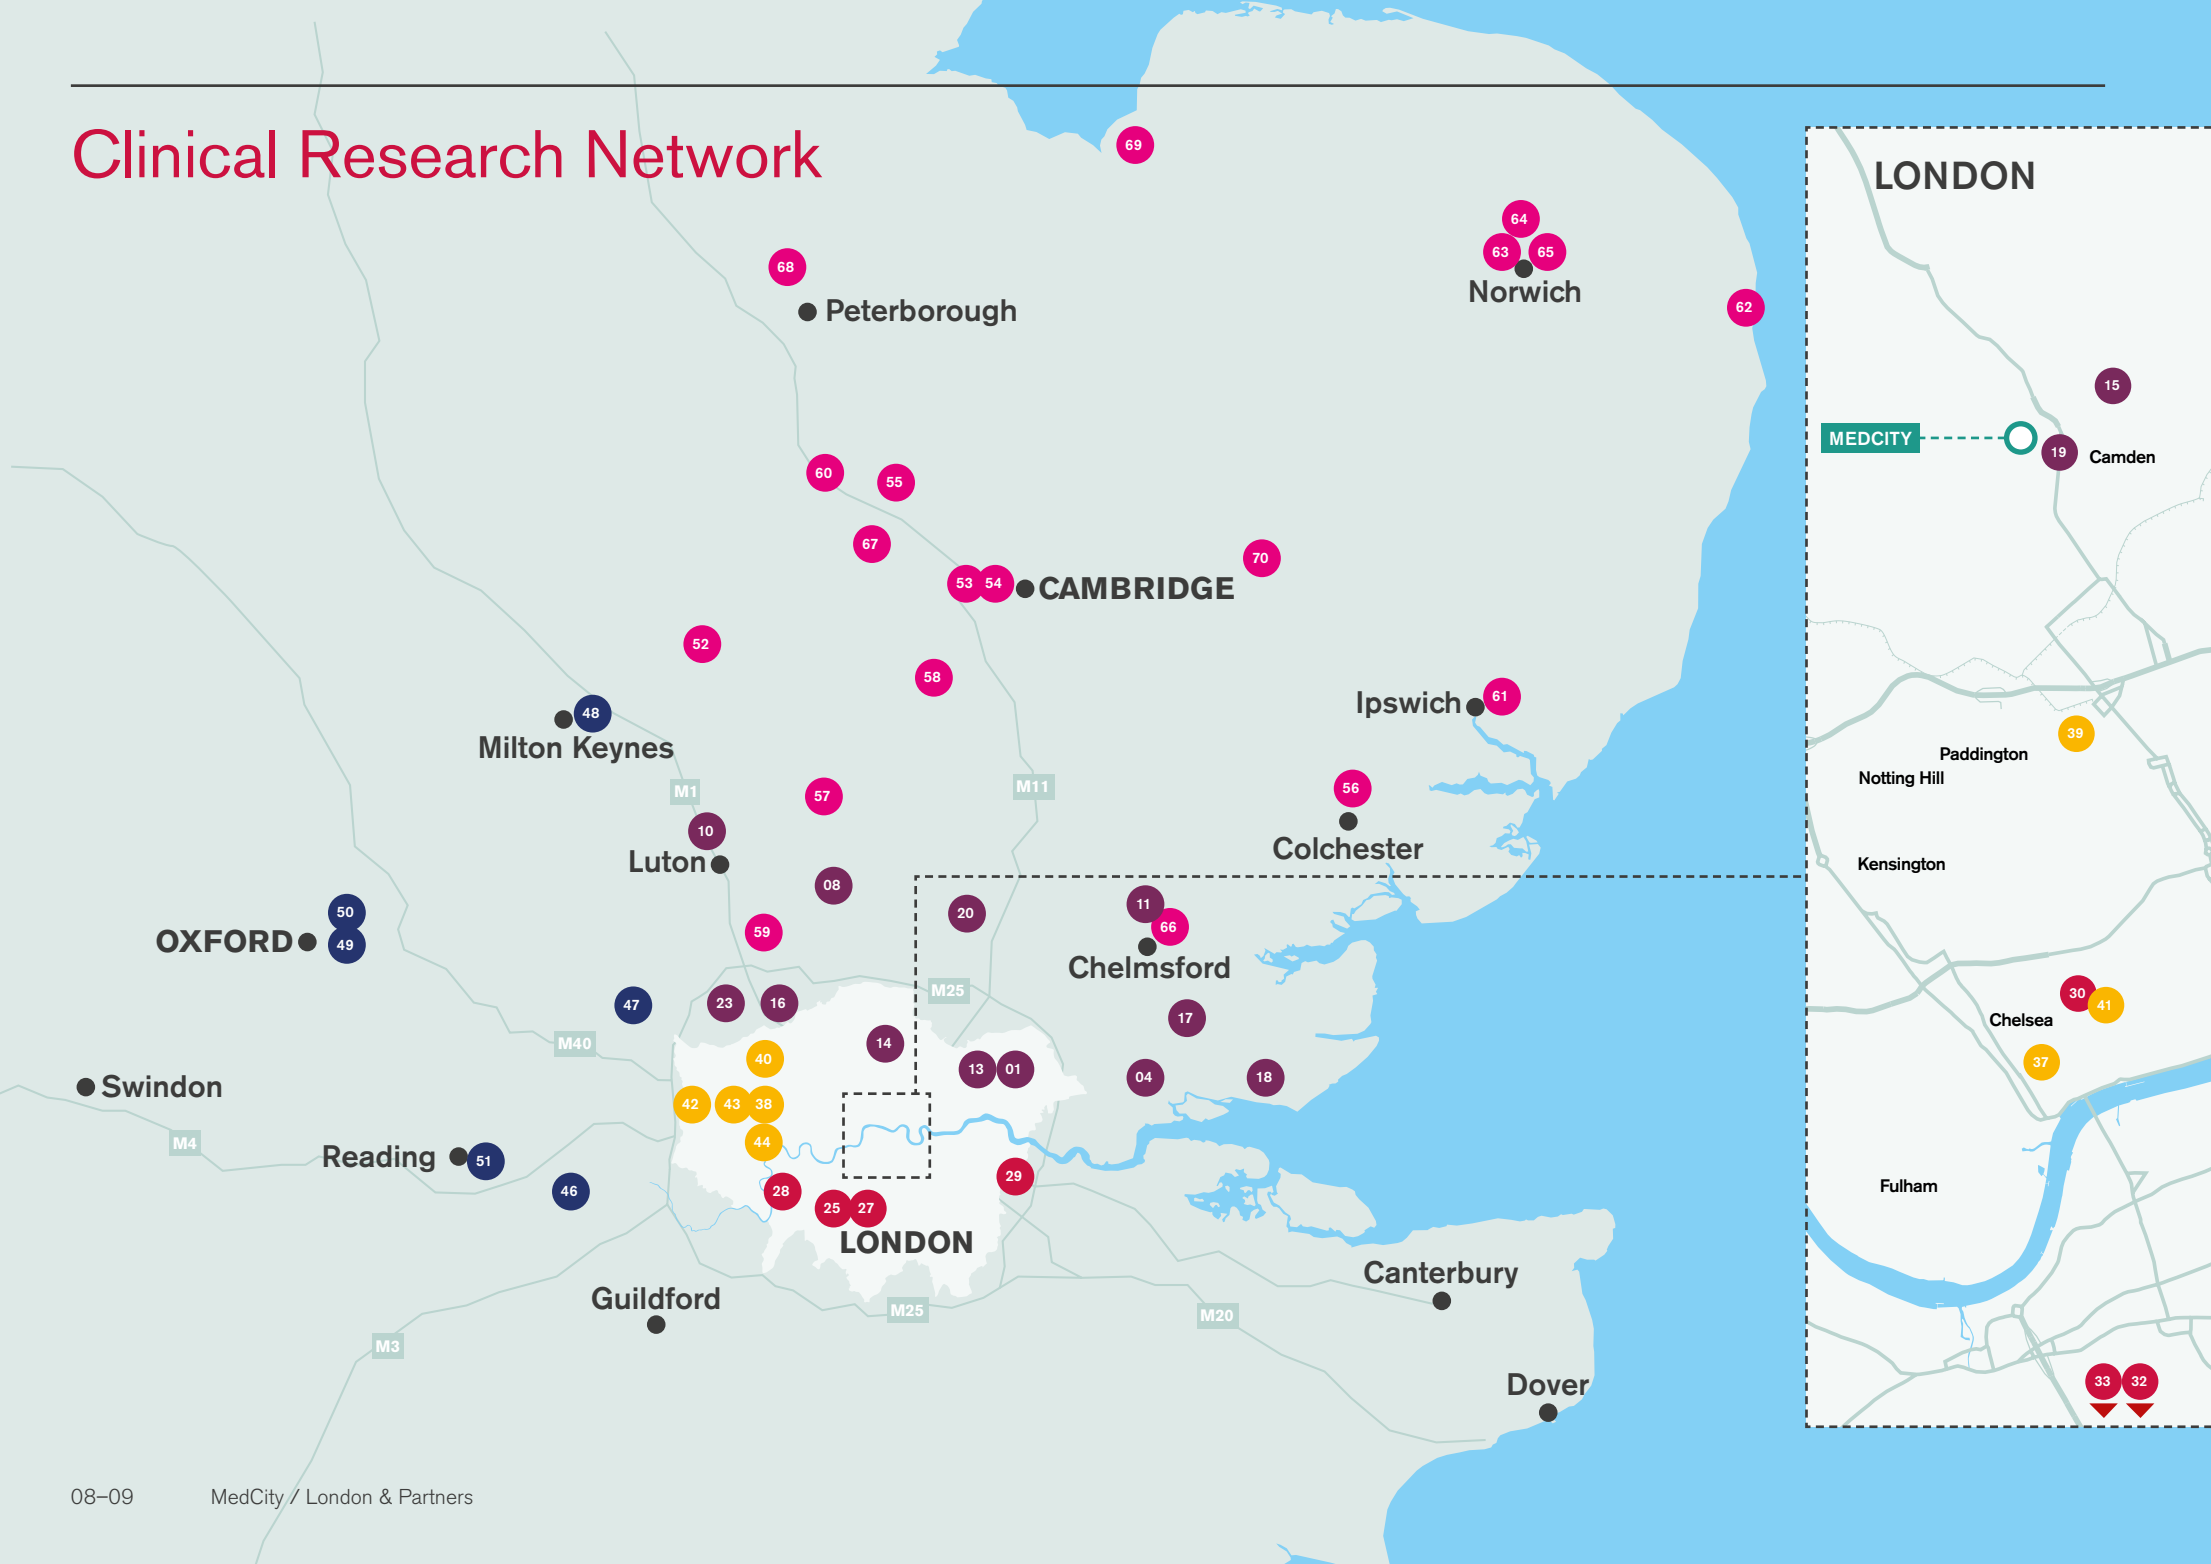 Clinical Research Network
69
64
63 65
Norwich
68
Peterborough
62
60
55
67
53 54
CAMBRIDGE
70
52
58
48
Milton Keynes
Ipswich
61
M1
M11
57
56
Colchester
10
Luton
08
20
11
66
Chelmsford
50
OXFORD
49
59
M25
47
23
16
17
M40
14
40
13 01
04
18
Swindon
42 43 38
M4
44
Reading
51
46
28
29
25 27
LONDON
Canterbury
Guildford
M25
M20
M3
Dover
LONDON
15
MEDCITY
19
Camden
39
Paddington
Notting Hill
Kensington
30
41
Chelsea
37
Fulham
33 32
08–09
MedCity / London & Partners